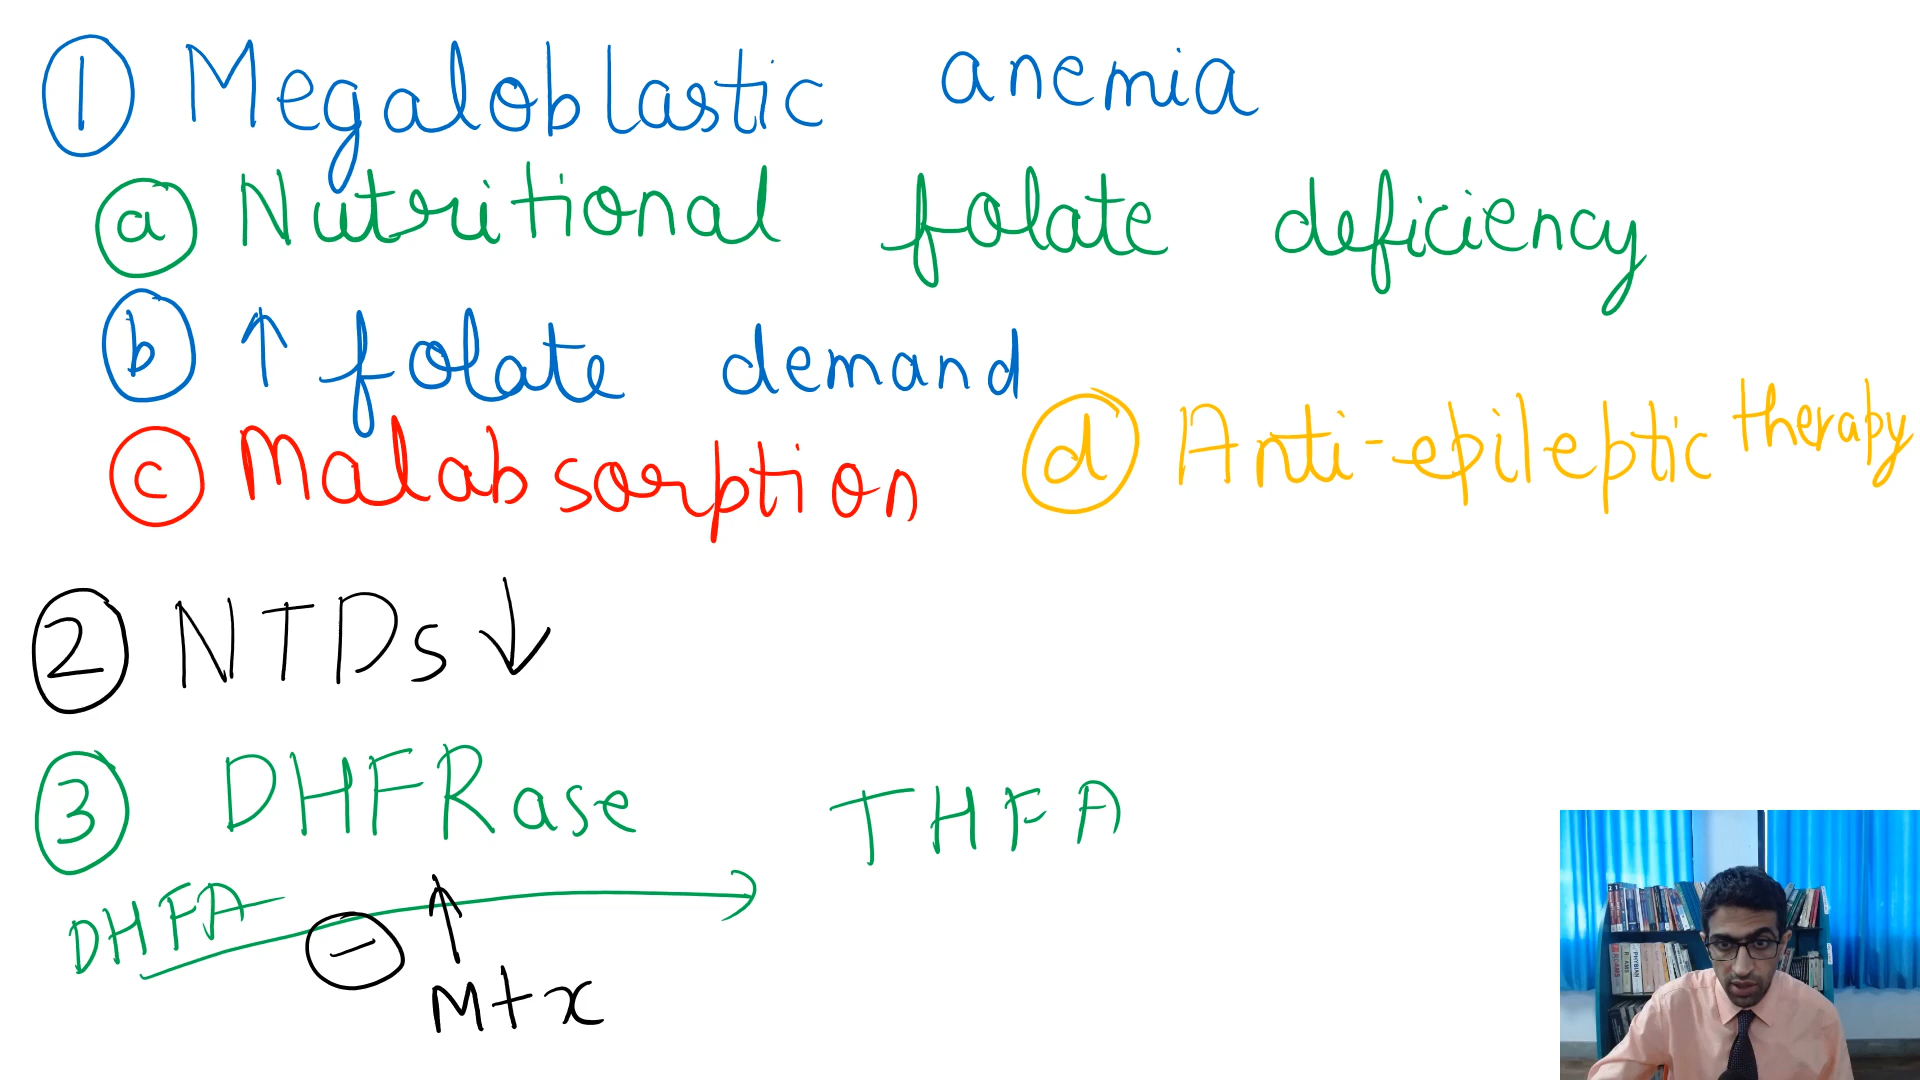 ① Megaloblastic anemia
ⓐ Nutritional folate deficiency
ⓑ ↑ folate demand
ⓒ Malabsorption
ⓓ Anti-epileptic therapy
② NTDs ↓
③ DHFRase
DHFA → THFA
⊖ ↑
Mtx